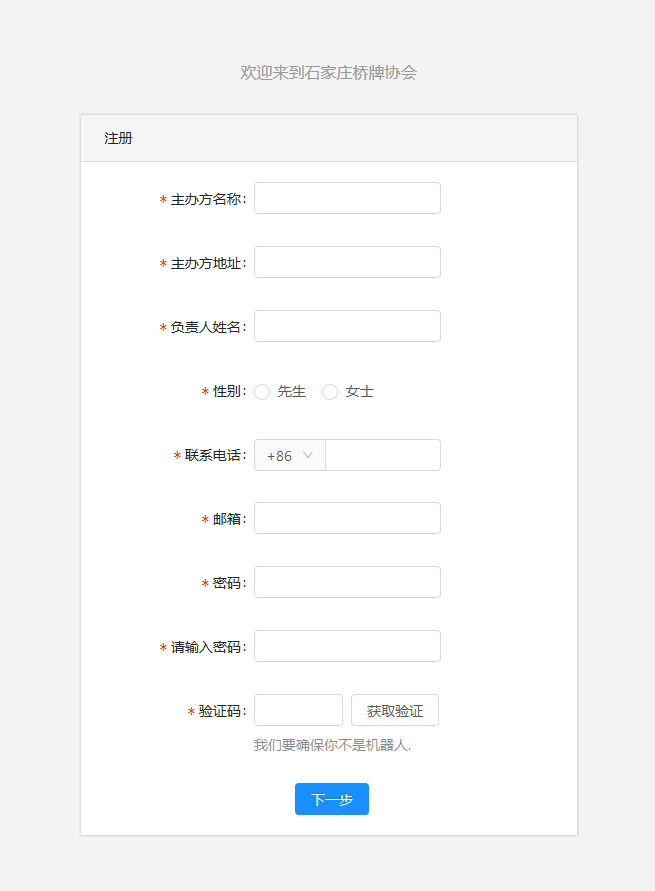 欢迎来到石家庄桥牌协会
注册
* 主办方名称:
* 主办方地址:
* 负责人姓名:
* 性别: 先生 女士
* 联系电话: +86
* 邮箱:
* 密码:
* 请输入密码:
* 验证码: 获取验证
我们要确保你不是机器人.
下一步